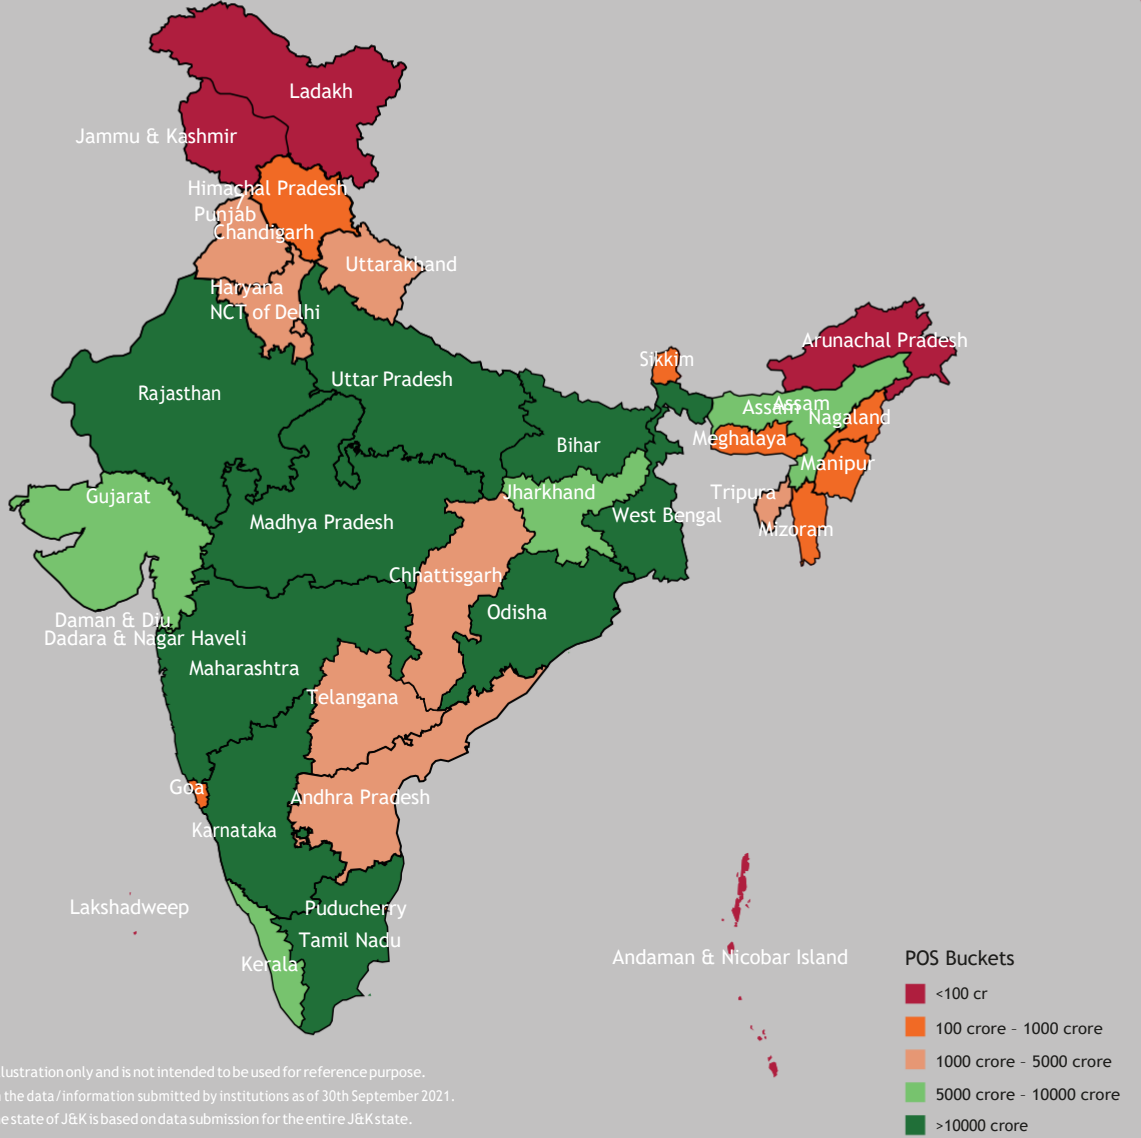 Ladakh
Jammu & Kashmir
Himachal Pradesh
7
Punjab
Chandigarh
Uttarakhand
Haryana
NCT of Delhi
Arunachal Pradesh
Sikkim
Rajasthan
Uttar Pradesh
Assam
Assam
Nagaland
Bihar
Meghalaya
Manipur
Gujarat
Jharkhand
Tripura
West Bengal
Madhya Pradesh
Mizoram
Chhattisgarh
Odisha
Daman & Diu
Dadara & Nagar Haveli
Maharashtra
Telangana
Goa
Andhra Pradesh
Karnataka
Lakshadweep
Puducherry
Tamil Nadu
Kerala
Andaman & Nicobar Island
POS Buckets
<100 cr
100 crore - 1000 crore
1000 crore - 5000 crore
5000 crore - 10000 crore
>10000 crore
lustration only and is not intended to be used for reference purpose.
the data/information submitted by institutions as of 30th September 2021.
e state of J&K is based on data submission for the entire J&K state.